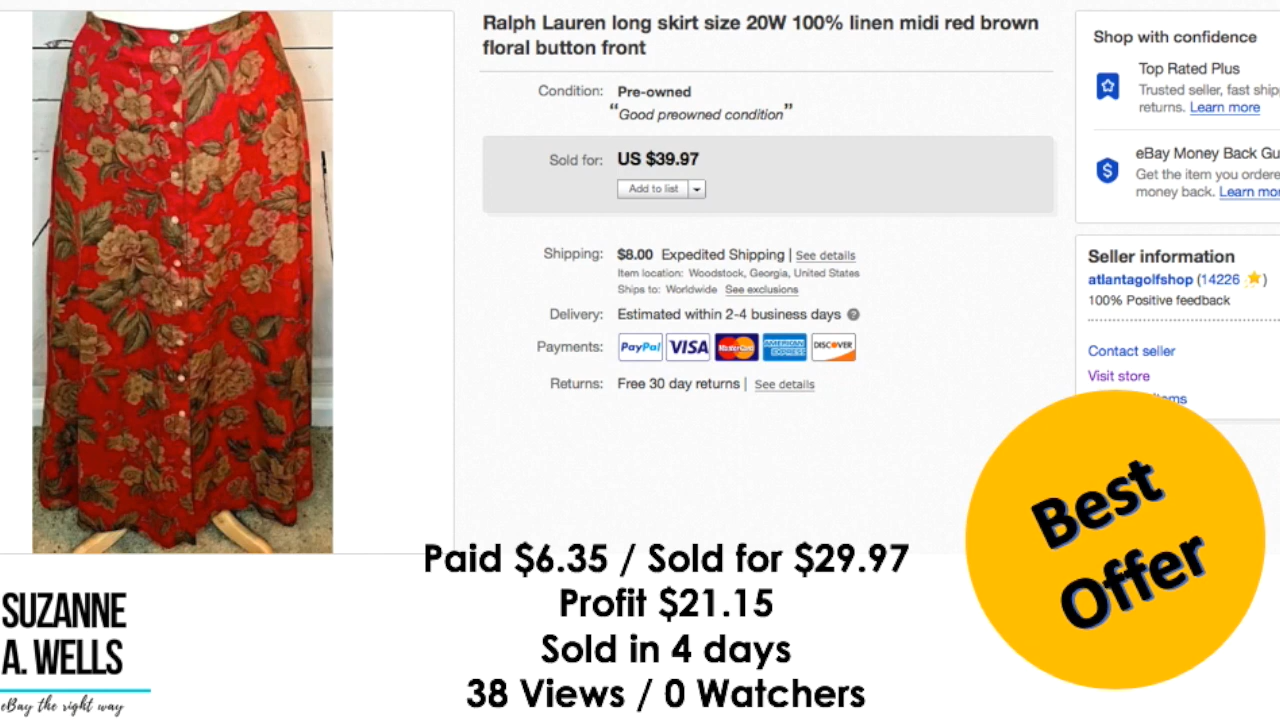 Ralph Lauren long skirt size 20W 100% linen midi red brown
floral button front
Condition: Pre-owned
“Good preowned condition”
Sold for: US $39.97
Add to list
Shipping: $8.00 Expedited Shipping | See details
Item location: Woodstock, Georgia, United States
Ships to: Worldwide See exclusions
Delivery: Estimated within 2-4 business days ?
Payments: PayPal VISA MasterCard AMERICAN EXPRESS DISCOVER
Returns: Free 30 day returns | See details
Shop with confidence
Top Rated Plus
Trusted seller, fast ship
returns. Learn more
$
eBay Money Back Gu
Get the item you ordere
money back. Learn mor
Seller information
atlantagolfshop (14226 )
100% Positive feedback
Contact seller
Visit store
Best
Offer
Paid $6.35 / Sold for $29.97
Profit $21.15
Sold in 4 days
38 Views / 0 Watchers
SUZANNE
A. WELLS
eBay the right way